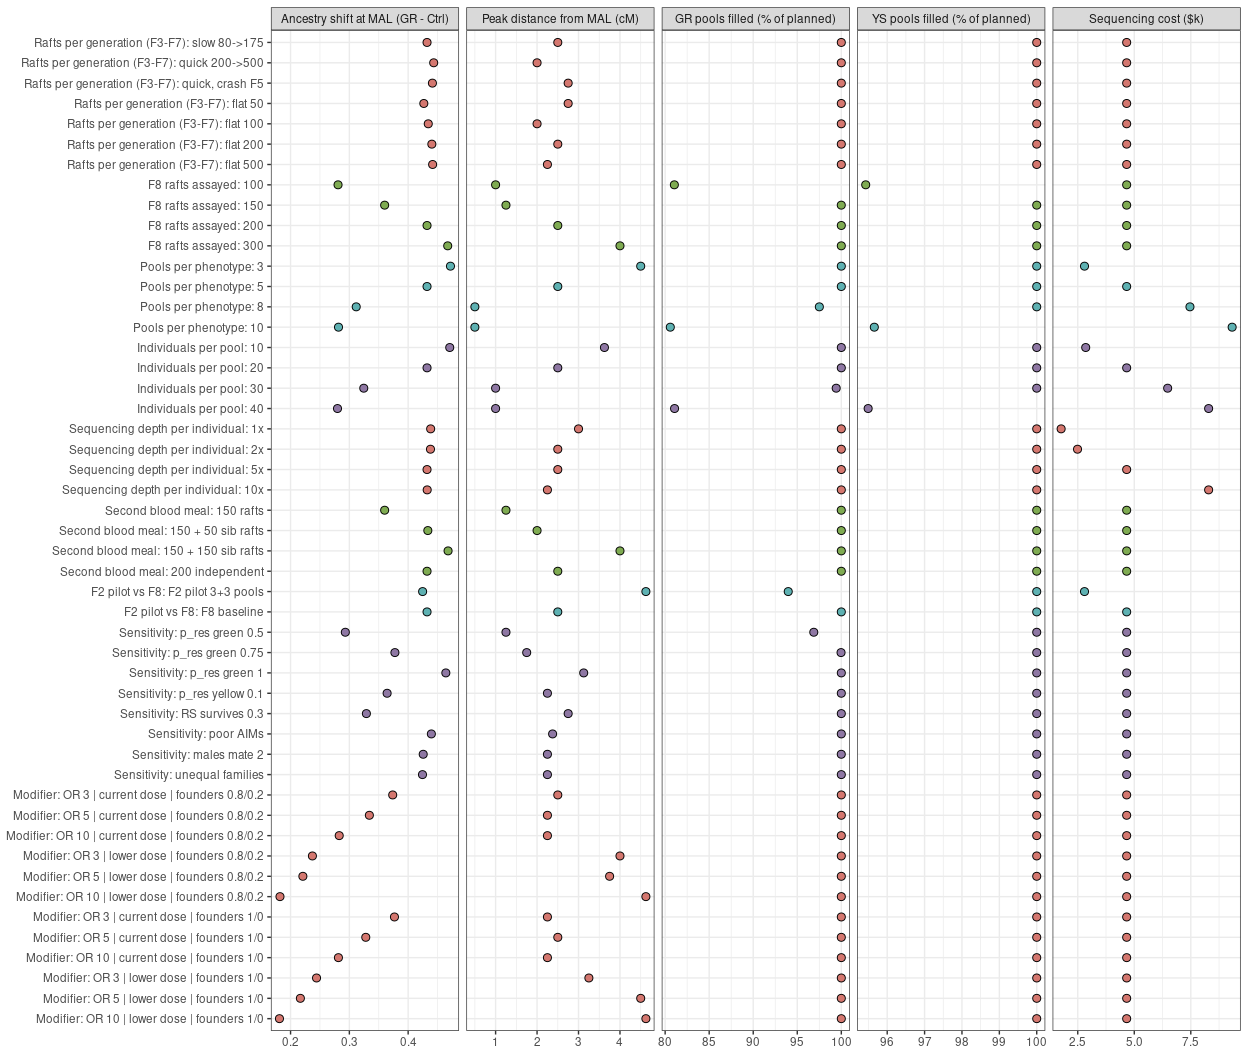 Ancestry shift at MAL (GR - Ctrl)
Peak distance from MAL (cM)
GR pools filled (% of planned)
YS pools filled (% of planned)
Sequencing cost ($k)
Rafts per generation (F3-F7): slow 80->175
Rafts per generation (F3-F7): quick 200->500
Rafts per generation (F3-F7): quick, crash F5
Rafts per generation (F3-F7): flat 50
Rafts per generation (F3-F7): flat 100
Rafts per generation (F3-F7): flat 200
Rafts per generation (F3-F7): flat 500
F8 rafts assayed: 100
F8 rafts assayed: 150
F8 rafts assayed: 200
F8 rafts assayed: 300
Pools per phenotype: 3
Pools per phenotype: 5
Pools per phenotype: 8
Pools per phenotype: 10
Individuals per pool: 10
Individuals per pool: 20
Individuals per pool: 30
Individuals per pool: 40
Sequencing depth per individual: 1x
Sequencing depth per individual: 2x
Sequencing depth per individual: 5x
Sequencing depth per individual: 10x
Second blood meal: 150 rafts
Second blood meal: 150 + 50 sib rafts
Second blood meal: 150 + 150 sib rafts
Second blood meal: 200 independent
F2 pilot vs F8: F2 pilot 3+3 pools
F2 pilot vs F8: F8 baseline
Sensitivity: p_res green 0.5
Sensitivity: p_res green 0.75
Sensitivity: p_res green 1
Sensitivity: p_res yellow 0.1
Sensitivity: RS survives 0.3
Sensitivity: poor AIMs
Sensitivity: males mate 2
Sensitivity: unequal families
Modifier: OR 3 | current dose | founders 0.8/0.2
Modifier: OR 5 | current dose | founders 0.8/0.2
Modifier: OR 10 | current dose | founders 0.8/0.2
Modifier: OR 3 | lower dose | founders 0.8/0.2
Modifier: OR 5 | lower dose | founders 0.8/0.2
Modifier: OR 10 | lower dose | founders 0.8/0.2
Modifier: OR 3 | current dose | founders 1/0
Modifier: OR 5 | current dose | founders 1/0
Modifier: OR 10 | current dose | founders 1/0
Modifier: OR 3 | lower dose | founders 1/0
Modifier: OR 5 | lower dose | founders 1/0
Modifier: OR 10 | lower dose | founders 1/0
0.2 0.3 0.4
1 2 3 4
80 85 90 95 100
96 97 98 99 100
2.5 5.0 7.5